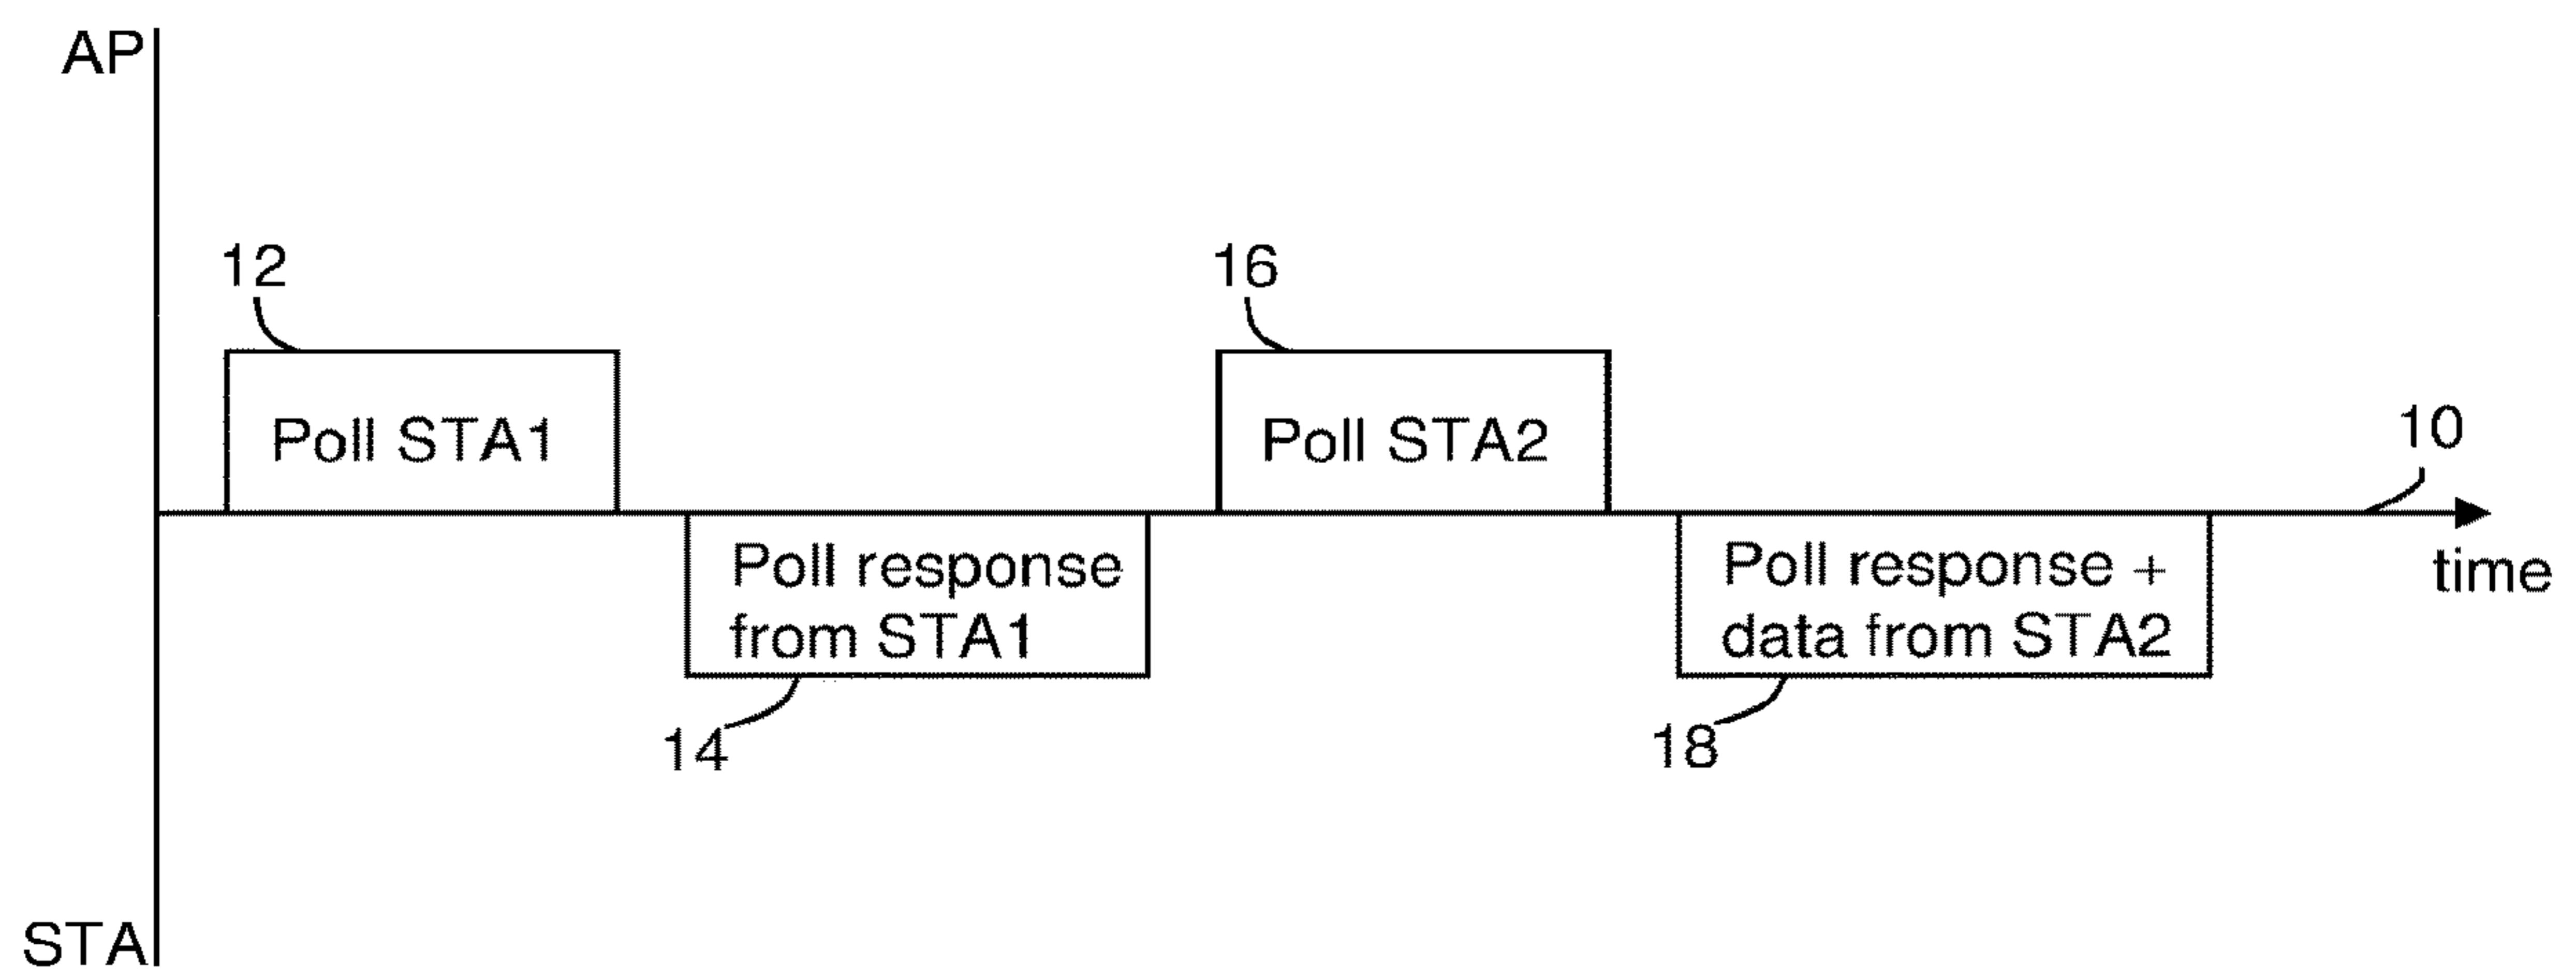 AP
12
16
Poll STA1
Poll STA2
10
Poll response
from STA1
Poll response +
data from STA2
time
14
18
STA